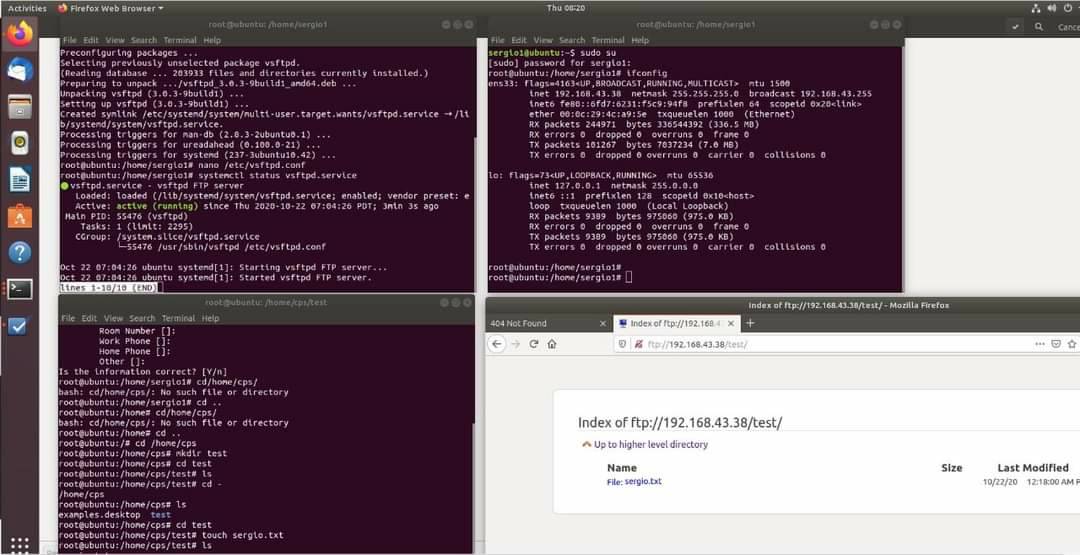 Activities
Firefox Web Browser
Thu 08:20
root@ubuntu: /home/sergio1
File Edit View Search Terminal Help
Preconfiguring packages ...
Selecting previously unselected package vsftpd.
(Reading database ... 203933 files and directories currently installed.)
Preparing to unpack .../vsftpd_3.0.3-9build1_amd64.deb ...
Unpacking vsftpd (3.0.3-9build1) ...
Setting up vsftpd (3.0.3-9build1) ...
Created symlink /etc/systemd/system/multi-user.target.wants/vsftpd.service → /li
b/systemd/system/vsftpd.service.
Processing triggers for man-db (2.8.3-2ubuntu0.1) ...
Processing triggers for ureadahead (0.100.0-21) ...
Processing triggers for systemd (237-3ubuntu10.42) ...
root@ubuntu:/home/sergio1# nano /etc/vsftpd.conf
root@ubuntu:/home/sergio1# systemctl status vsftpd.service
● vsftpd.service - vsftpd FTP server
Loaded: loaded (/lib/systemd/system/vsftpd.service; enabled; vendor preset: e
Active: active (running) since Thu 2020-10-22 07:04:26 PDT; 3min 3s ago
Main PID: 55476 (vsftpd)
Tasks: 1 (limit: 2295)
CGroup: /system.slice/vsftpd.service
└─55476 /usr/sbin/vsftpd /etc/vsftpd.conf
Oct 22 07:04:26 ubuntu systemd[1]: Starting vsftpd FTP server...
Oct 22 07:04:26 ubuntu systemd[1]: Started vsftpd FTP server.
lines 1-10/10 (END)
root@ubuntu: /home/sergio1
File Edit View Search Terminal Help
sergio1@ubuntu:~$ sudo su
[sudo] password for sergio1:
root@ubuntu:/home/sergio1# ifconfig
ens33: flags=4163<UP,BROADCAST,RUNNING,MULTICAST> mtu 1500
inet 192.168.43.38 netmask 255.255.255.0 broadcast 192.168.43.255
inet6 fe80::6fd7:6231:f5c9:94f8 prefixlen 64 scopeid 0x20<link>
ether 00:0c:29:4c:a9:5e txqueuelen 1000 (Ethernet)
RX packets 244971 bytes 336544392 (336.5 MB)
RX errors 0 dropped 0 overruns 0 frame 0
TX packets 101267 bytes 7037234 (7.0 MB)
TX errors 0 dropped 0 overruns 0 carrier 0 collisions 0
lo: flags=73<UP,LOOPBACK,RUNNING> mtu 65536
inet 127.0.0.1 netmask 255.0.0.0
inet6 ::1 prefixlen 128 scopeid 0x10<host>
loop txqueuelen 1000 (Local Loopback)
RX packets 9389 bytes 975060 (975.0 KB)
RX errors 0 dropped 0 overruns 0 frame 0
TX packets 9389 bytes 975060 (975.0 KB)
TX errors 0 dropped 0 overruns 0 carrier 0 collisions 0
root@ubuntu:/home/sergio1#
root@ubuntu:/home/sergio1#
Cance
root@ubuntu: /home/cps/test
File Edit View Search Terminal Help
Room Number []:
Work Phone []:
Home Phone []:
Other []:
Is the information correct? [Y/n]
root@ubuntu:/home/sergio1# cd/home/cps/
bash: cd/home/cps/: No such file or directory
root@ubuntu:/home/sergio1# cd ..
root@ubuntu:/home# cd/home/cps/
bash: cd/home/cps/: No such file or directory
root@ubuntu:/home# cd ..
root@ubuntu:/# cd /home/cps
root@ubuntu:/home/cps# mkdir test
root@ubuntu:/home/cps# cd test
root@ubuntu:/home/cps/test# ls
root@ubuntu:/home/cps/test# cd -
/home/cps
root@ubuntu:/home/cps# ls
examples.desktop test
root@ubuntu:/home/cps# cd test
root@ubuntu:/home/cps/test# touch sergio.txt
root@ubuntu:/home/cps/test# ls
Index of ftp://192.168.43.38/test/ - Mozilla Firefox
404 Not Found
Index of ftp://192.168.4
ftp://192.168.43.38/test/
Index of ftp://192.168.43.38/test/
Up to higher level directory
Name Size Last Modified
File: sergio.txt 10/22/20 12:18:00 AM P